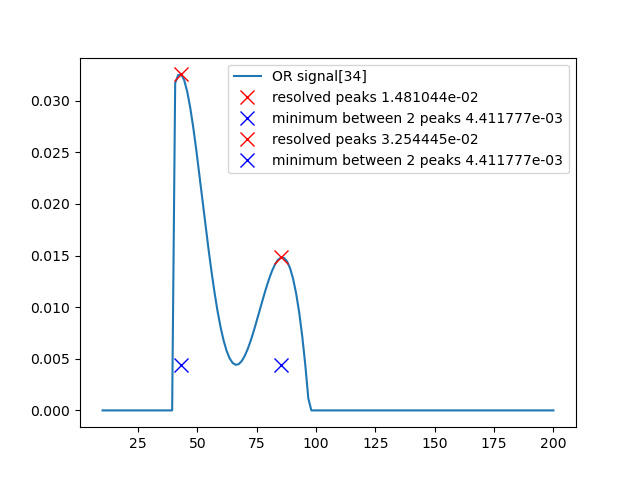 OR signal[34]
resolved peaks 1.481044e-02
minimum between 2 peaks 4.411777e-03
resolved peaks 3.254445e-02
minimum between 2 peaks 4.411777e-03
0.030
0.025
0.020
0.015
0.010
0.005
0.000
25 50 75 100 125 150 175 200